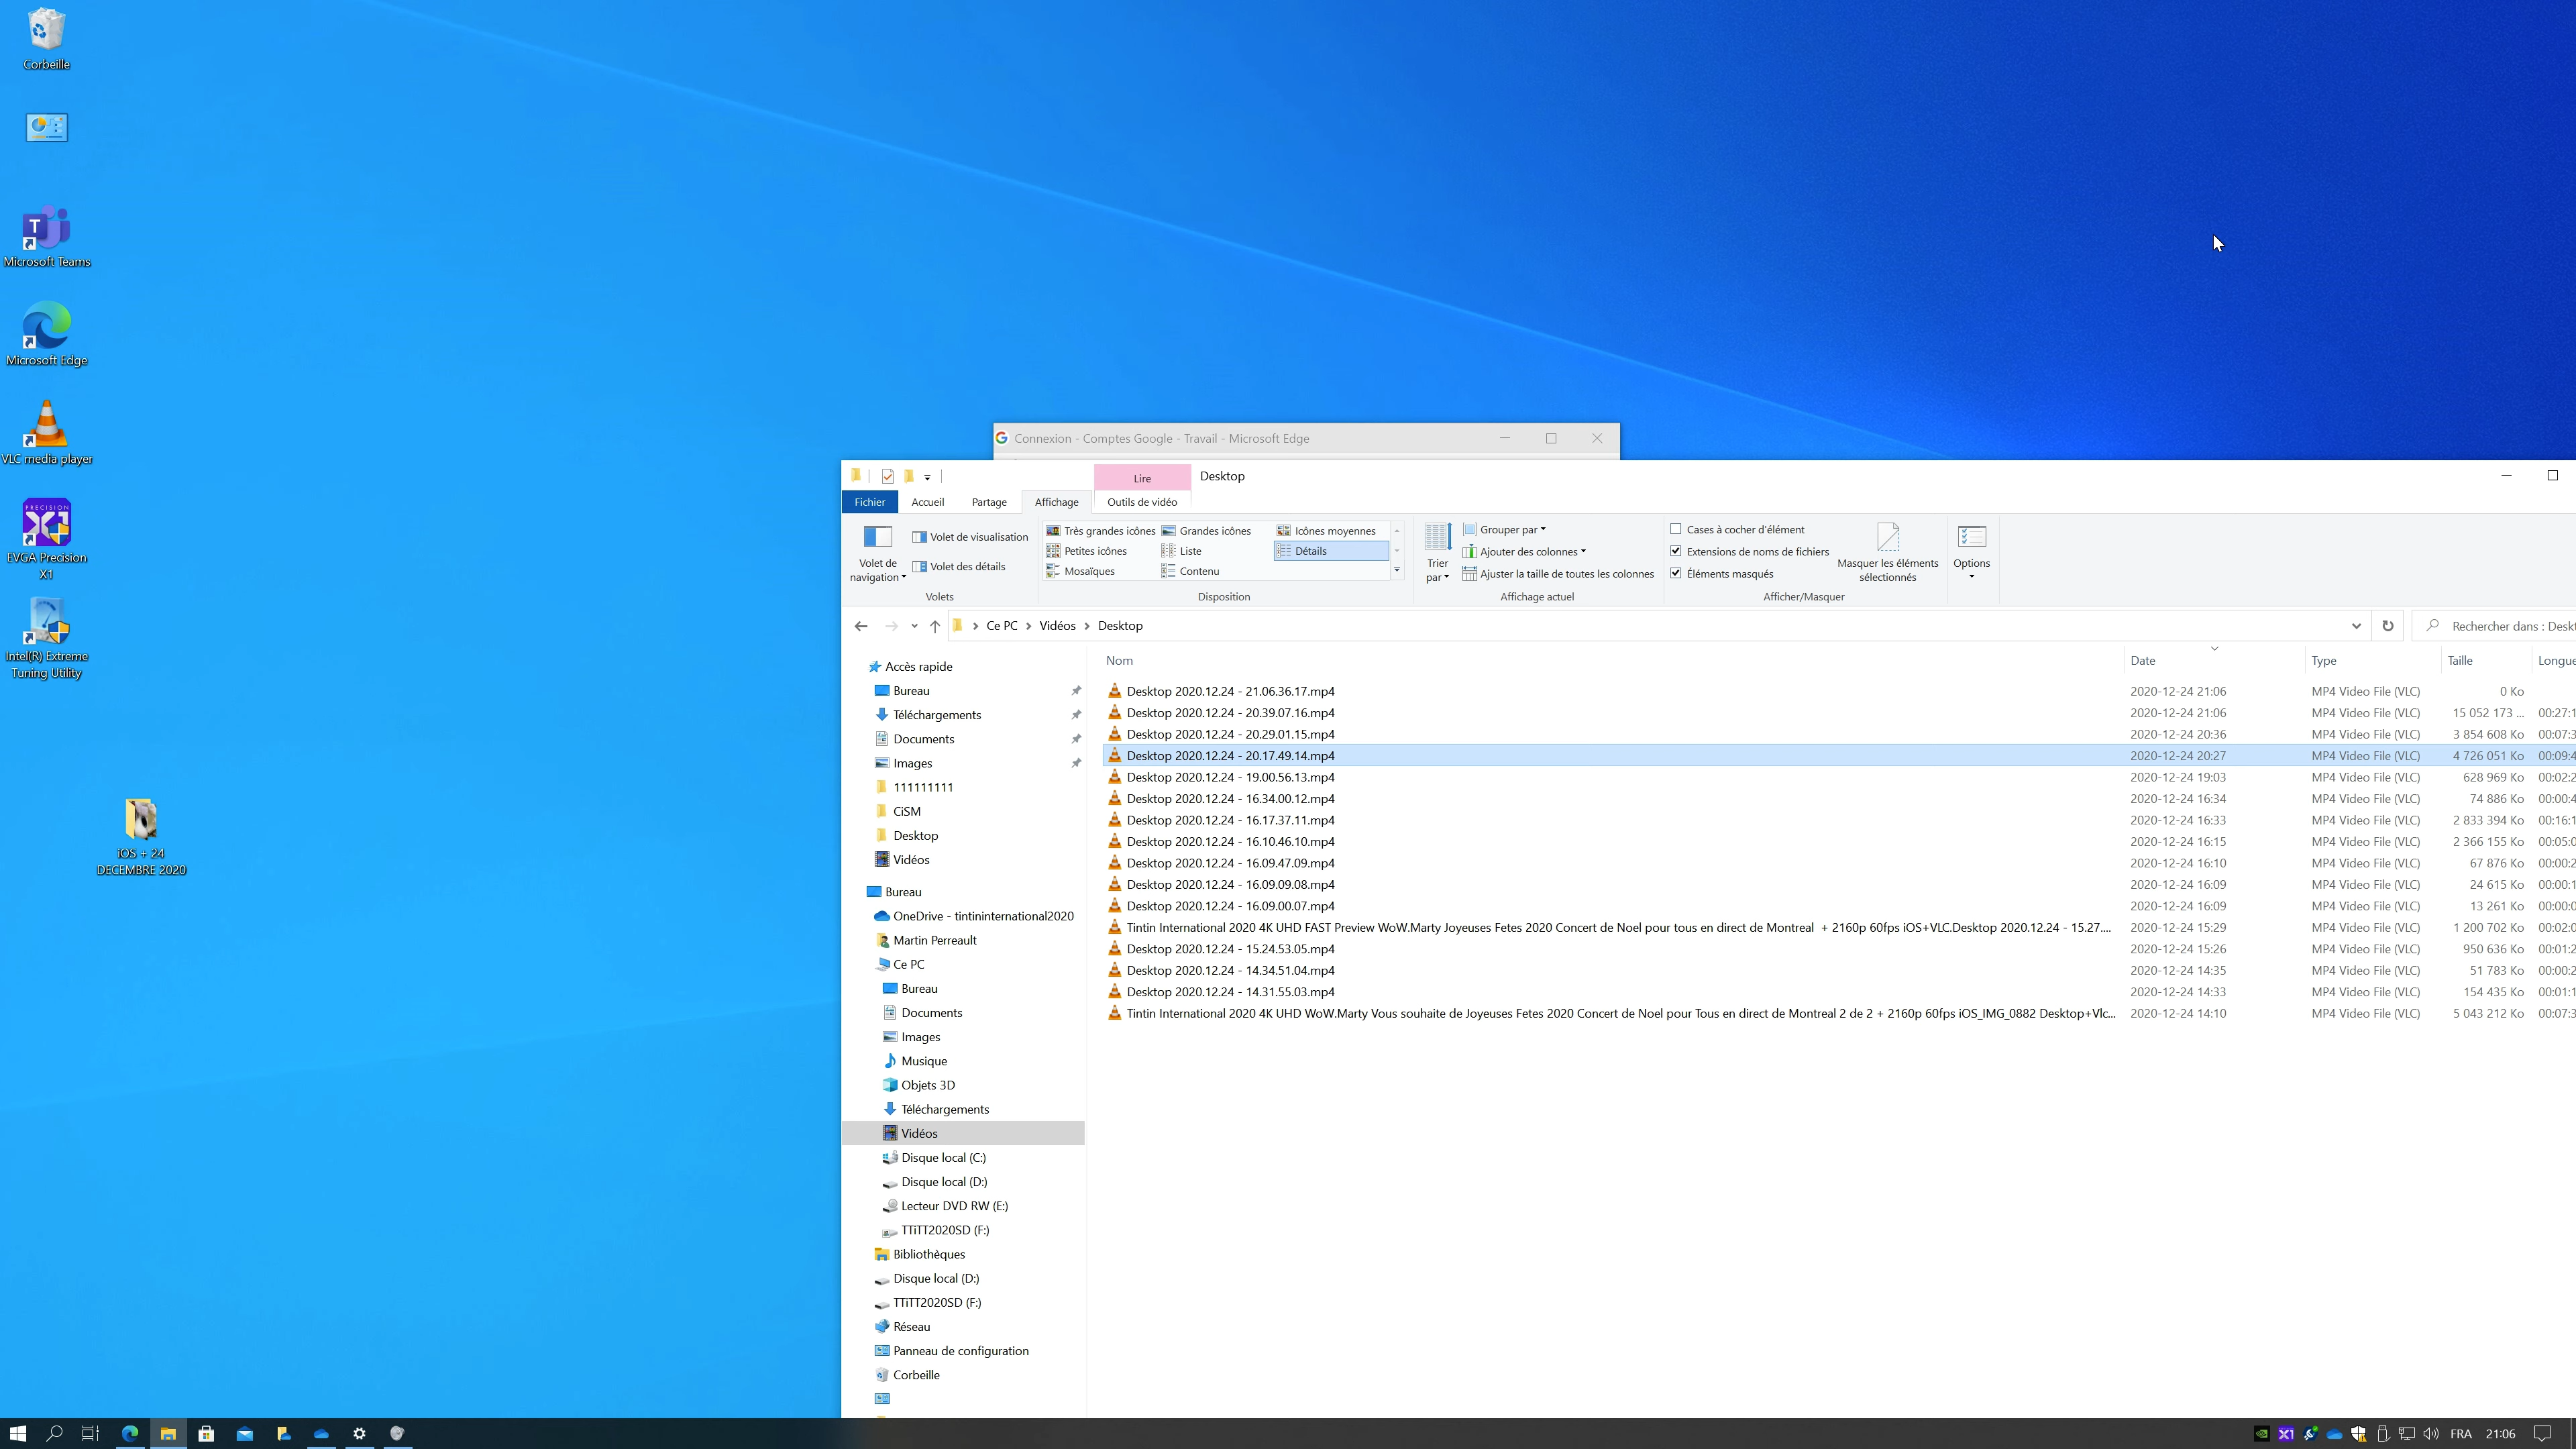 Corbeille
Microsoft Teams
Microsoft Edge
VLC media player
PRECISION
X1
EVGA Precision
X1
Intel(R) Extreme
Tuning Utility
iOS + 24
DECEMBRE 2020
Connexion - Comptes Google - Travail - Microsoft Edge
Lire
Desktop
Fichier
Accueil
Partage
Affichage
Outils de vidéo
Volet de
navigation
Volet de visualisation
Volet des détails
Volets
Très grandes icônes
Grandes icônes
Icônes moyennes
Petites icônes
Liste
Détails
Mosaïques
Contenu
Disposition
Trier
par
Grouper par
Ajouter des colonnes
Ajuster la taille de toutes les colonnes
Affichage actuel
Cases à cocher d'élément
Extensions de noms de fichiers
Éléments masqués
Masquer les éléments
sélectionnés
Afficher/Masquer
Options
Ce PC > Vidéos > Desktop
Rechercher dans : Deskt
Accès rapide
Bureau
Téléchargements
Documents
Images
111111111
CiSM
Desktop
Vidéos
Bureau
OneDrive - tintininternational2020
Martin Perreault
Ce PC
Bureau
Documents
Images
Musique
Objets 3D
Téléchargements
Vidéos
Disque local (C:)
Disque local (D:)
Lecteur DVD RW (E:)
TTiTT2020SD (F:)
Bibliothèques
Disque local (D:)
TTiTT2020SD (F:)
Réseau
Panneau de configuration
Corbeille
Nom Date Type Taille Longue
Desktop 2020.12.24 - 21.06.36.17.mp4 2020-12-24 21:06 MP4 Video File (VLC) 0 Ko
Desktop 2020.12.24 - 20.39.07.16.mp4 2020-12-24 21:06 MP4 Video File (VLC) 15 052 173 ... 00:27:1
Desktop 2020.12.24 - 20.29.01.15.mp4 2020-12-24 20:36 MP4 Video File (VLC) 3 854 608 Ko 00:07:3
Desktop 2020.12.24 - 20.17.49.14.mp4 2020-12-24 20:27 MP4 Video File (VLC) 4 726 051 Ko 00:09:4
Desktop 2020.12.24 - 19.00.56.13.mp4 2020-12-24 19:03 MP4 Video File (VLC) 628 969 Ko 00:02:2
Desktop 2020.12.24 - 16.34.00.12.mp4 2020-12-24 16:34 MP4 Video File (VLC) 74 886 Ko 00:00:4
Desktop 2020.12.24 - 16.17.37.11.mp4 2020-12-24 16:33 MP4 Video File (VLC) 2 833 394 Ko 00:16:1
Desktop 2020.12.24 - 16.10.46.10.mp4 2020-12-24 16:15 MP4 Video File (VLC) 2 366 155 Ko 00:05:0
Desktop 2020.12.24 - 16.09.47.09.mp4 2020-12-24 16:10 MP4 Video File (VLC) 67 876 Ko 00:00:2
Desktop 2020.12.24 - 16.09.09.08.mp4 2020-12-24 16:09 MP4 Video File (VLC) 24 615 Ko 00:00:1
Desktop 2020.12.24 - 16.09.00.07.mp4 2020-12-24 16:09 MP4 Video File (VLC) 13 261 Ko 00:00:0
Tintin International 2020 4K UHD FAST Preview WoW.Marty Joyeuses Fetes 2020 Concert de Noel pour tous en direct de Montreal + 2160p 60fps iOS+VLC.Desktop 2020.12.24 - 15.27.... 2020-12-24 15:29 MP4 Video File (VLC) 1 200 702 Ko 00:02:0
Desktop 2020.12.24 - 15.24.53.05.mp4 2020-12-24 15:26 MP4 Video File (VLC) 950 636 Ko 00:01:2
Desktop 2020.12.24 - 14.34.51.04.mp4 2020-12-24 14:35 MP4 Video File (VLC) 51 783 Ko 00:00:2
Desktop 2020.12.24 - 14.31.55.03.mp4 2020-12-24 14:33 MP4 Video File (VLC) 154 435 Ko 00:01:1
Tintin International 2020 4K UHD WoW.Marty Vous souhaite de Joyeuses Fetes 2020 Concert de Noel pour Tous en direct de Montreal 2 de 2 + 2160p 60fps iOS_IMG_0882 Desktop+Vlc... 2020-12-24 14:10 MP4 Video File (VLC) 5 043 212 Ko 00:07:3
X1
FRA
21:06